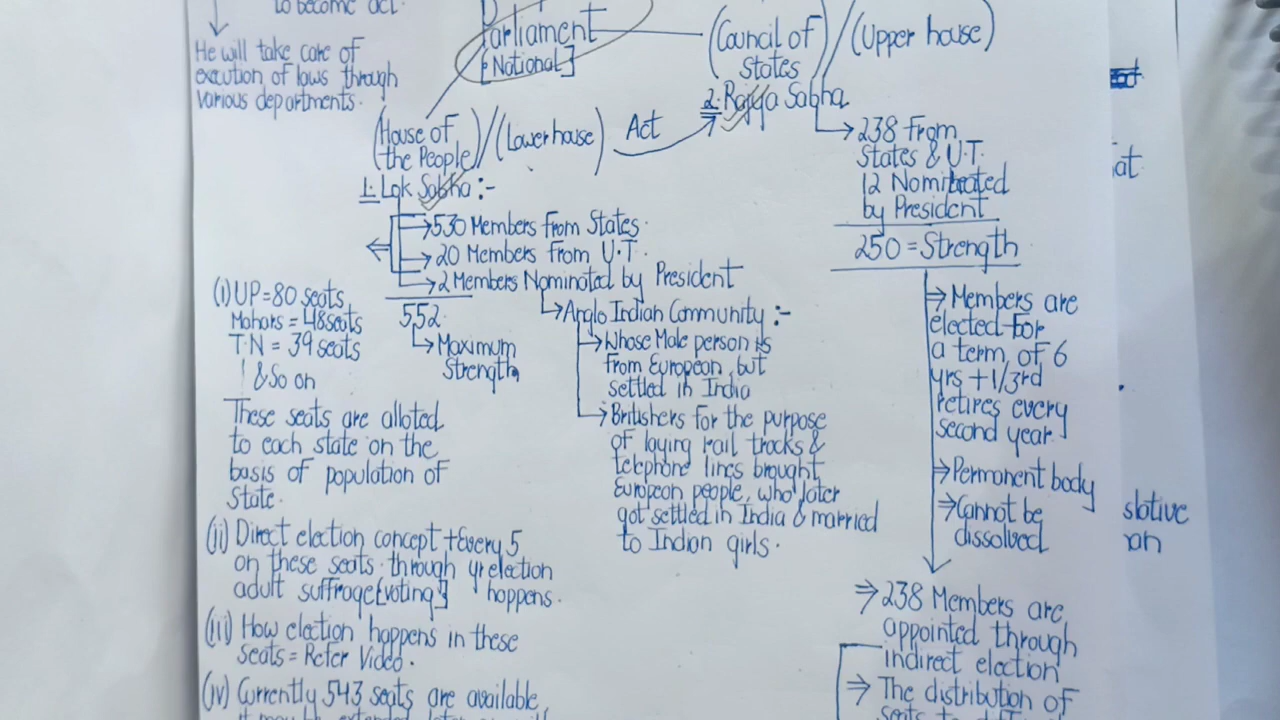 to become act.
He will take care of
execution of laws through
various departments.
Parliament
[National]
(Council of
States)
/(Upper house)
2. Rajya Sabha
(House of
the People)
/(Lowerhouse)
Act
238 From
States & U.T.
12 Nominated
by President
250 = Strength
1. Lok Sabha :-
530 Members from States.
20 Members from U.T.
2 Members Nominated by President
552
Maximum
Strength
(i) UP = 80 seats
= 48 seats
T.N = 39 seats
& So on
These seats are alloted
to each state on the
basis of population of
state.
Anglo Indian Community :-
Whose Male person is
from European, but
settled in India
Britishers for the purpose
of laying rail tracks &
telephone lines brought
European people, who later
got settled in India & married
to Indian girls.
⇒ Members are
elected for
a term of 6
yrs + 1/3rd
retires every
second year
⇒ Permanent body
⇒ Cannot be
dissolved
(ii) Direct election concept + Every 5
on these seats through yr election
adult suffrage [voting] happens.
(iii) How election happens in these
seats = Refer Video.
(iv) Currently 543 seats are available,
⇒ 238 Members are
appointed through
indirect election
⇒ The distribution of
seats to